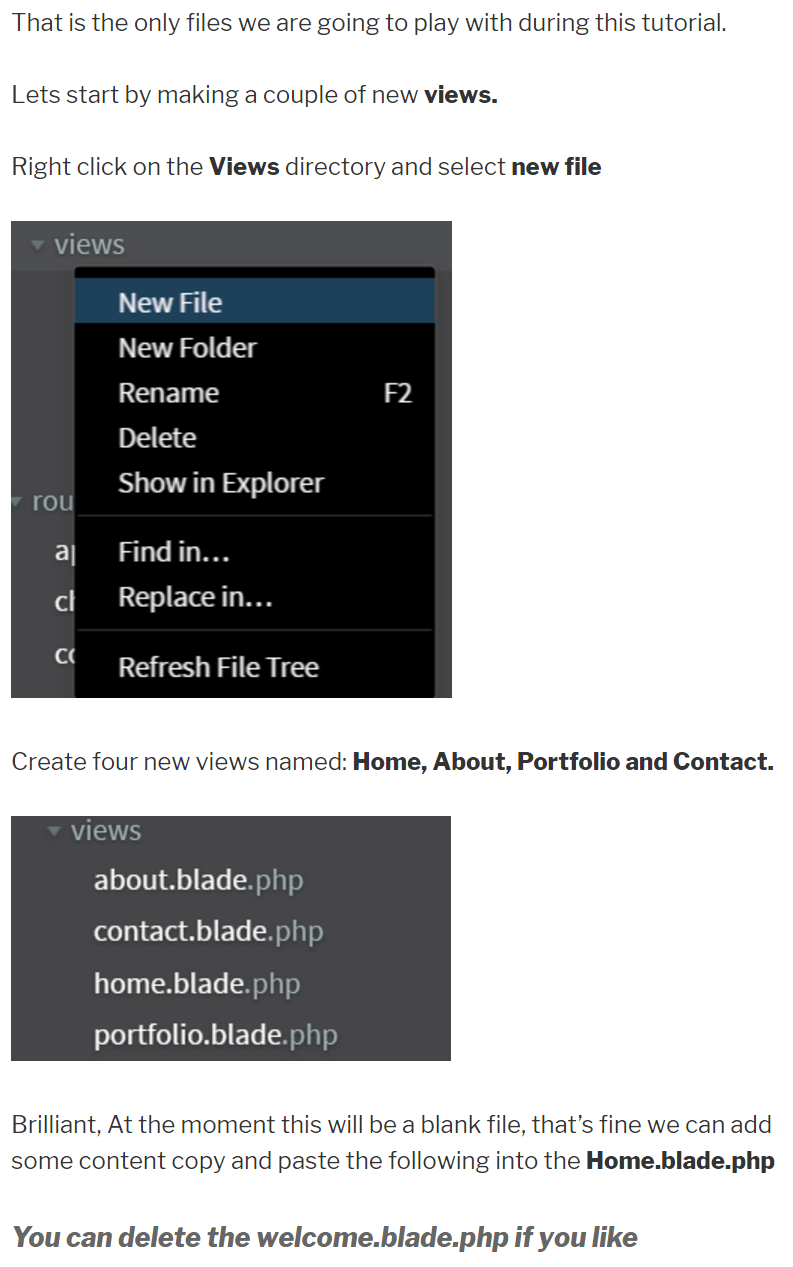 That is the only files we are going to play with during this tutorial.
Lets start by making a couple of new views.
Right click on the Views directory and select new file
views
New File
New Folder
Rename F2
Delete
Show in Explorer
rou
Find in...
Replace in...
Refresh File Tree
Create four new views named: Home, About, Portfolio and Contact.
views
about.blade.php
contact.blade.php
home.blade.php
portfolio.blade.php
Brilliant, At the moment this will be a blank file, that’s fine we can add
some content copy and paste the following into the Home.blade.php
You can delete the welcome.blade.php if you like